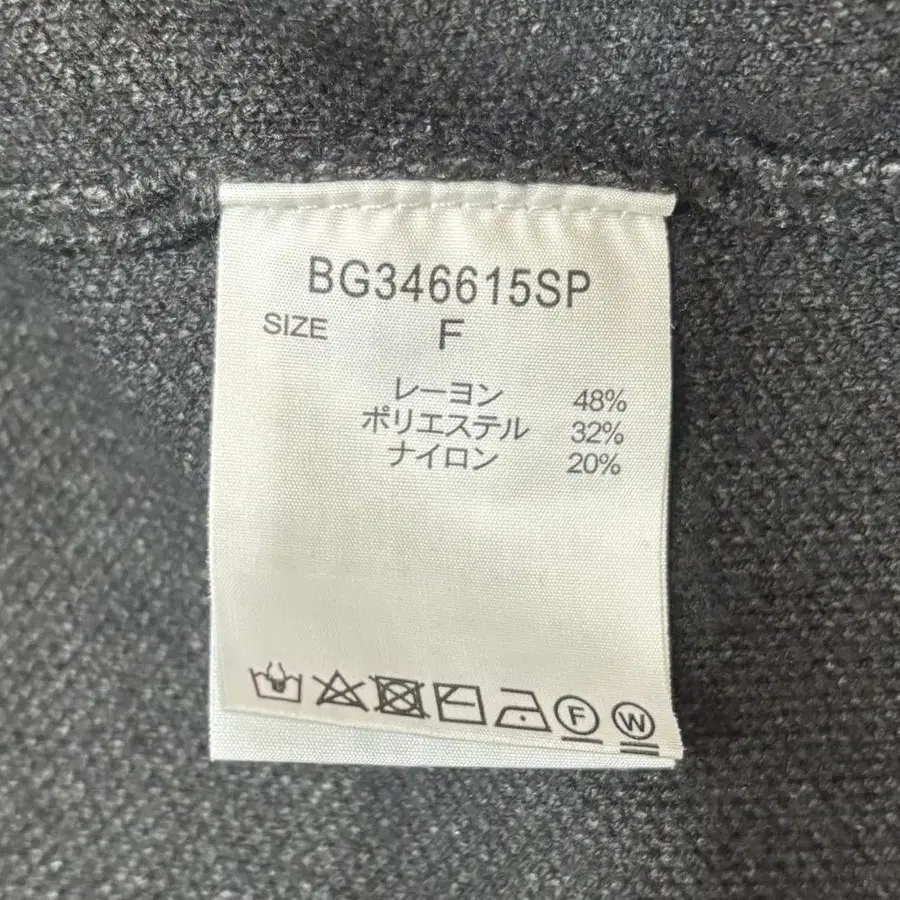 BG346615SP
SIZE F
レーヨン 48%
ポリエステル 32%
ナイロン 20%
F W